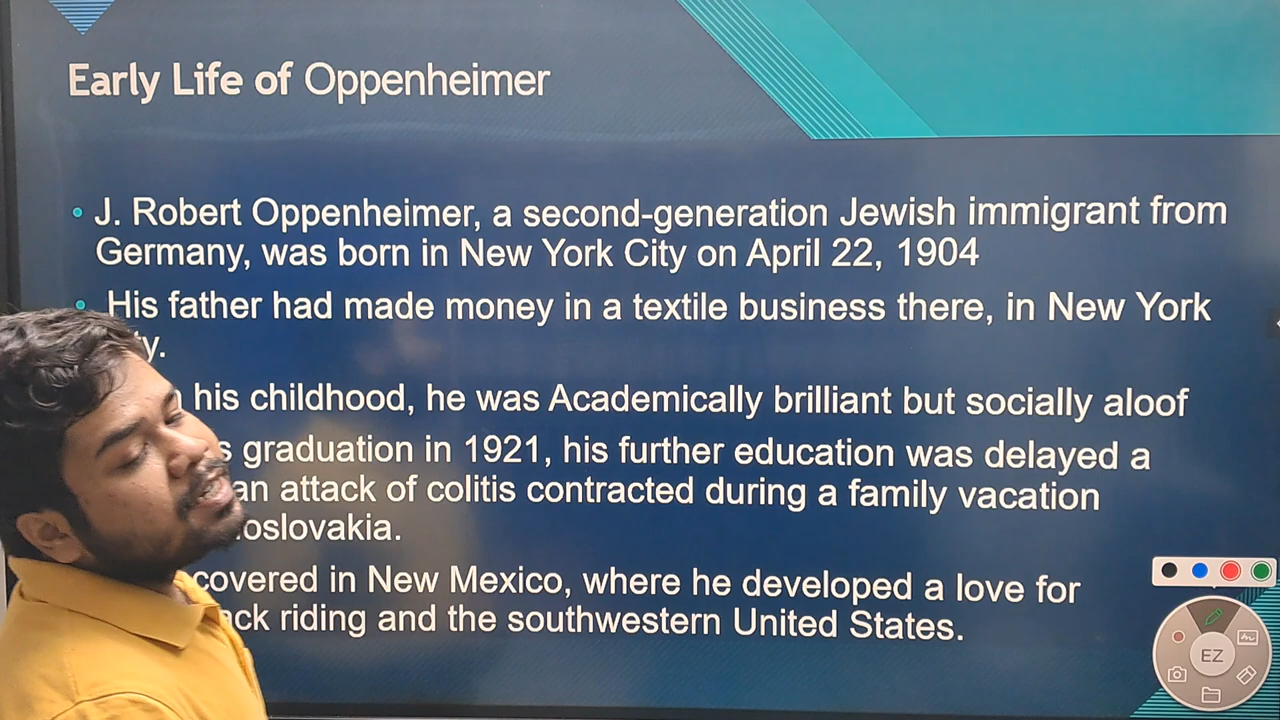 Early Life of Oppenheimer
J. Robert Oppenheimer, a second-generation Jewish immigrant from
Germany, was born in New York City on April 22, 1904
His father had made money in a textile business there, in New York
y.
his childhood, he was Academically brilliant but socially aloof
s graduation in 1921, his further education was delayed a
an attack of colitis contracted during a family vacation
oslovakia.
covered in New Mexico, where he developed a love for
ck riding and the southwestern United States.
EZ